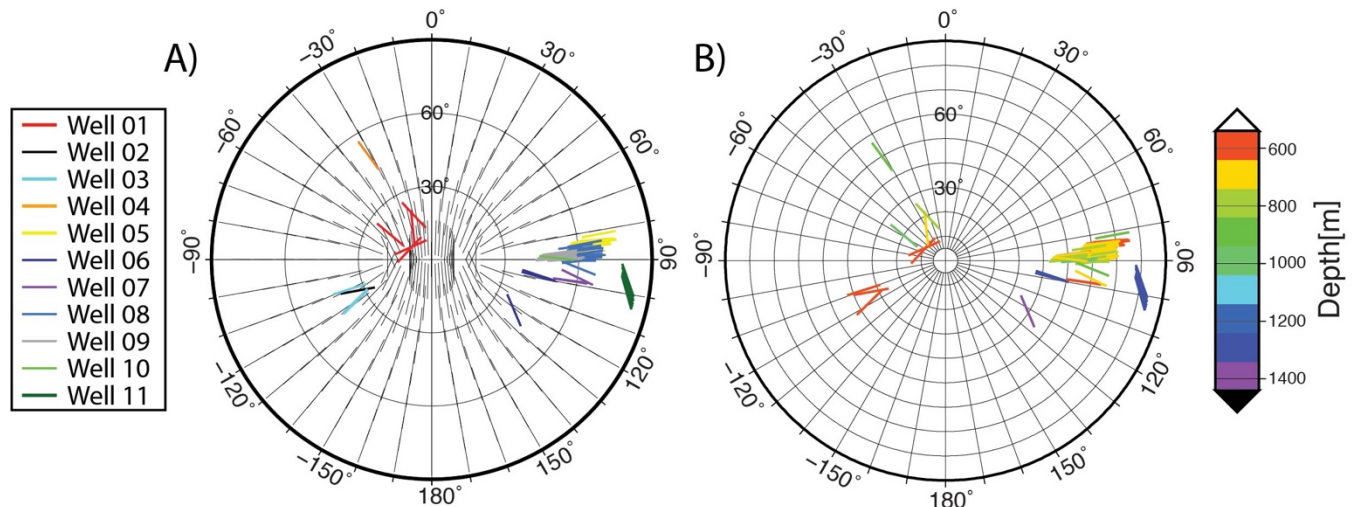 A)
0°
30°
60°
90°
120°
150°
180°
−150°
−120°
−90°
−60°
−30°
60°
30°
Well 01
Well 02
Well 03
Well 04
Well 05
Well 06
Well 07
Well 08
Well 09
Well 10
Well 11
B)
0°
30°
60°
90°
120°
150°
180°
−150°
−120°
−90°
−60°
−30°
60°
30°
600
800
1000
1200
1400
Depth[m]